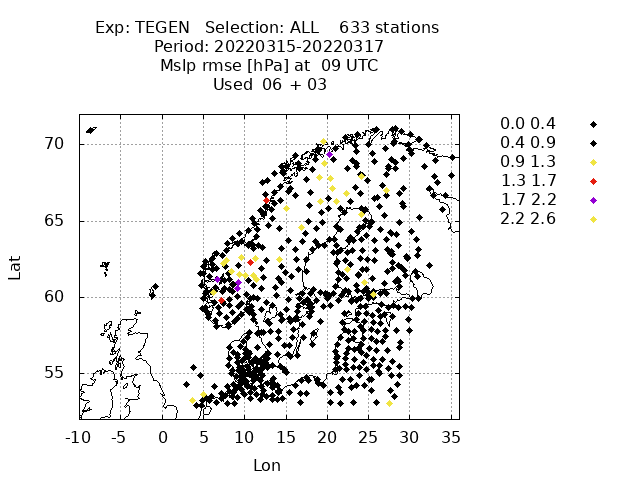 Exp: TEGEN Selection: ALL 633 stations
Period: 20220315-20220317
Mslp rmse [hPa] at 09 UTC
Used 06 + 03
0.0 0.4
0.4 0.9
0.9 1.3
1.3 1.7
1.7 2.2
2.2 2.6
70
65
60
55
Lat
-10 -5 0 5 10 15 20 25 30 35
Lon